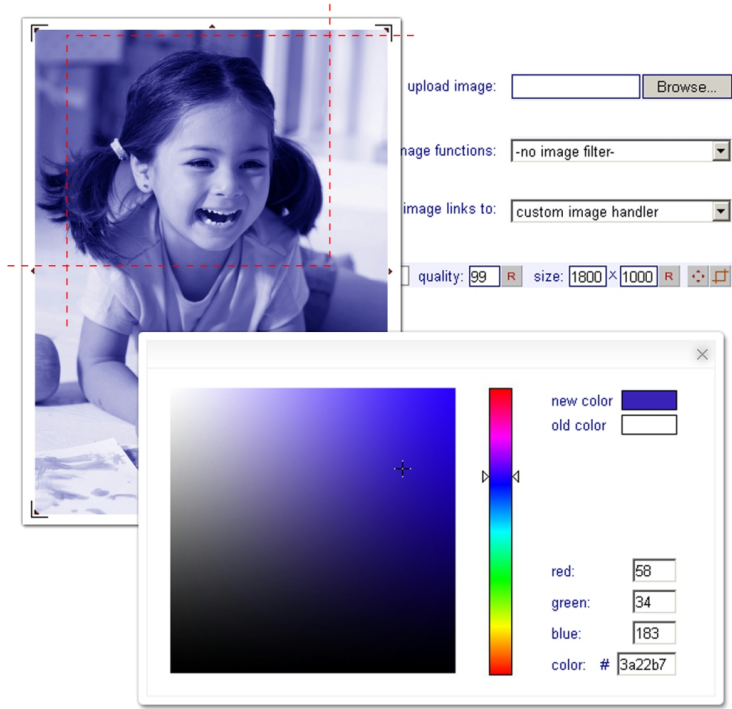 upload image: Browse...
mage functions: -no image filter-
image links to: custom image handler
quality: 99 R size: 1800 × 1000 R
new color
old color
red: 58
green: 34
blue: 183
color: # 3a22b7